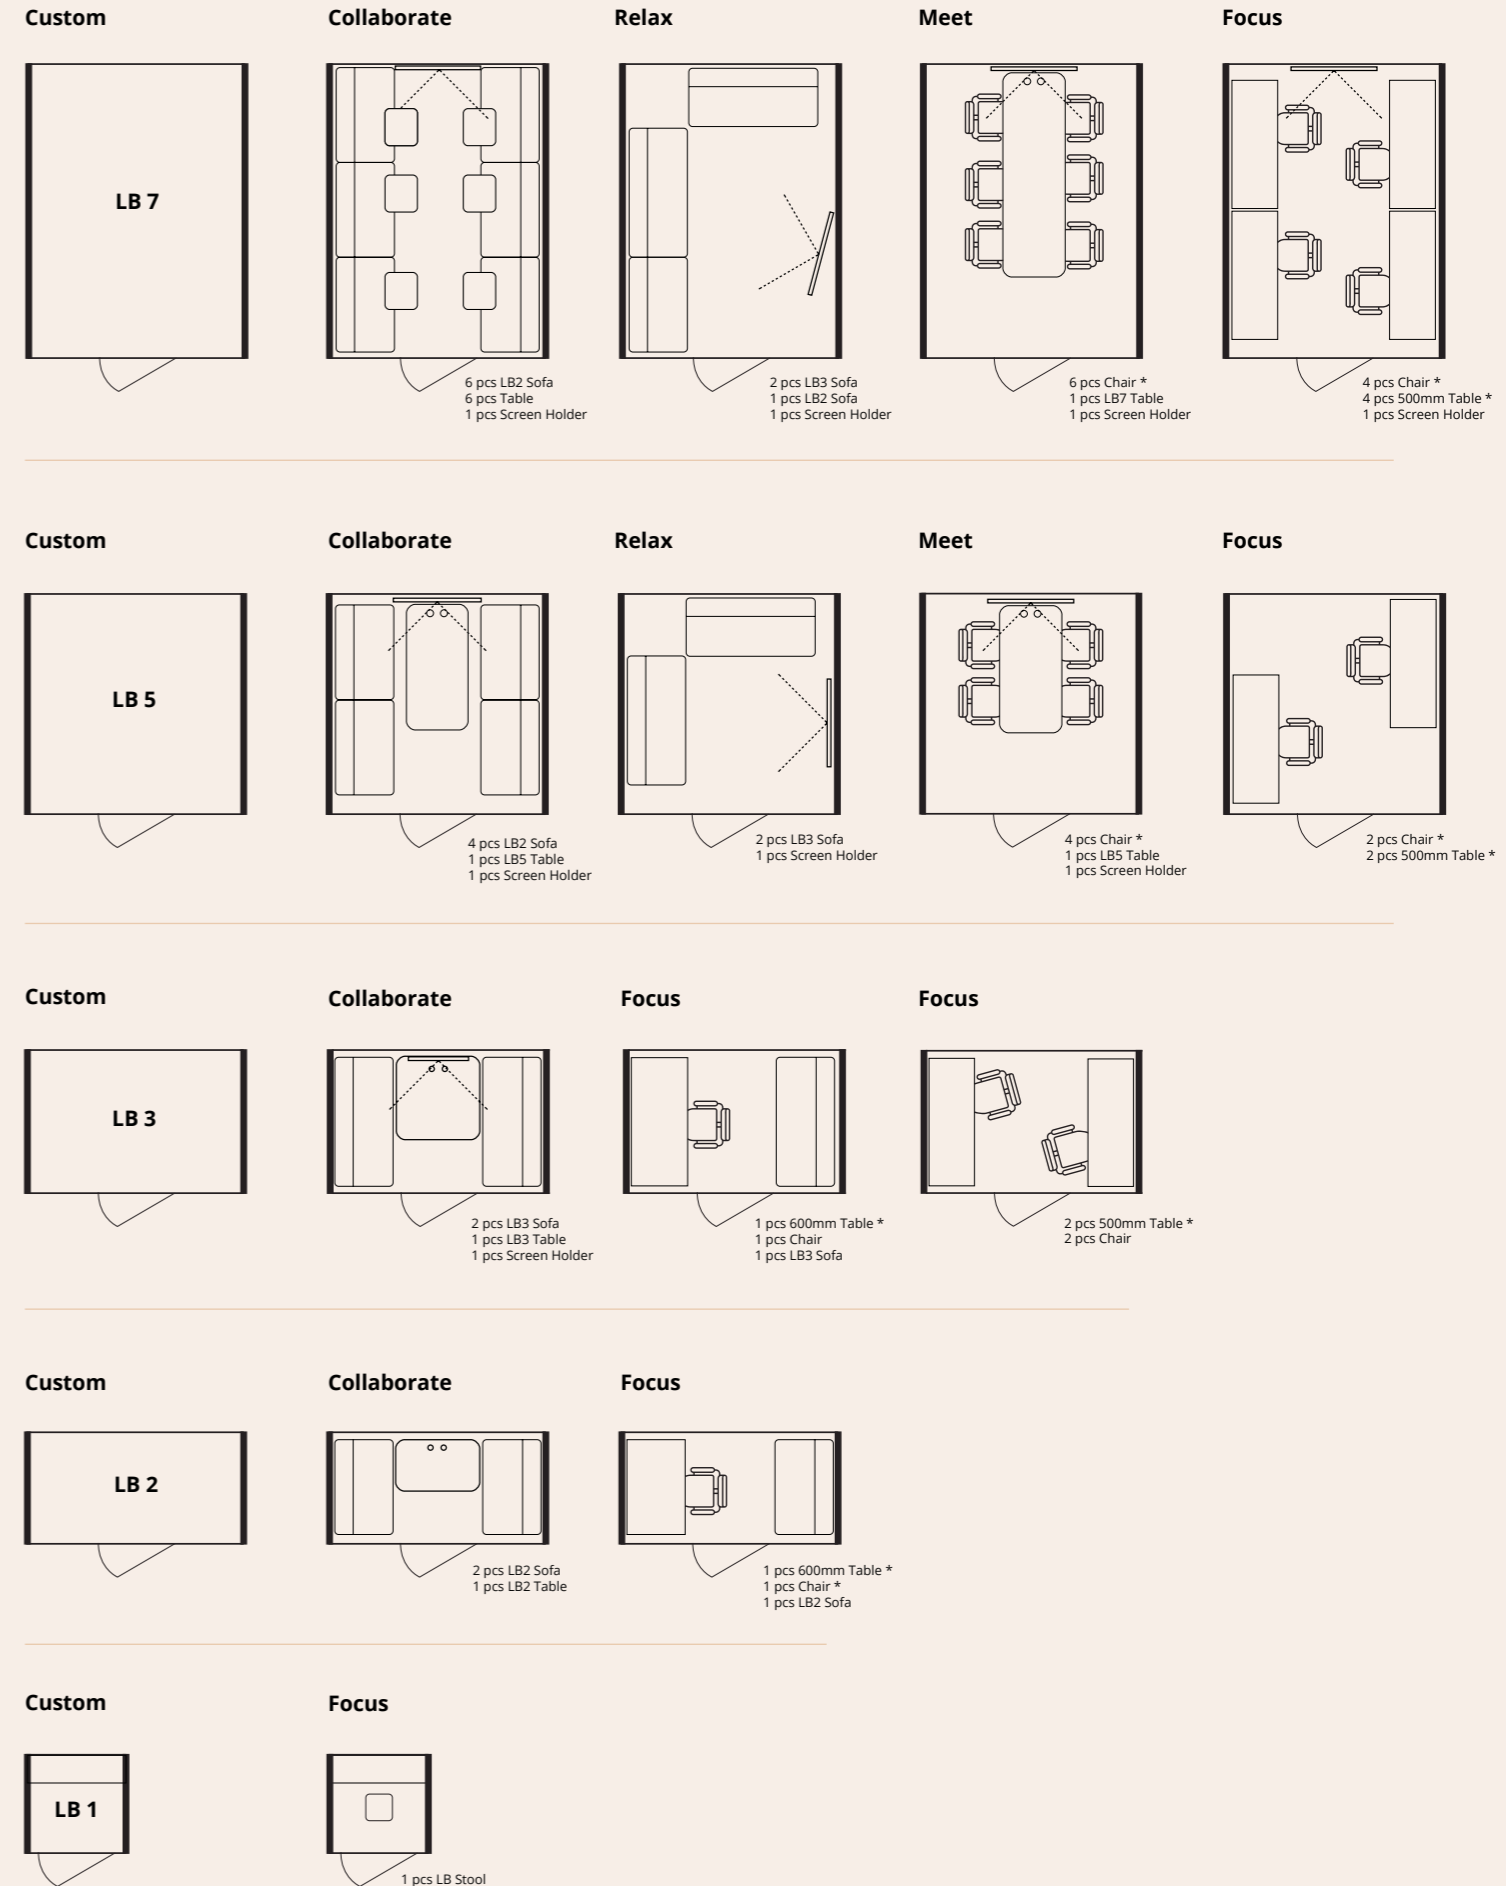 Custom
Collaborate
Relax
Meet
Focus
LB 7
6 pcs LB2 Sofa
6 pcs Table
1 pcs Screen Holder
2 pcs LB3 Sofa
1 pcs LB2 Sofa
1 pcs Screen Holder
6 pcs Chair *
1 pcs LB7 Table
1 pcs Screen Holder
4 pcs Chair *
4 pcs 500mm Table *
1 pcs Screen Holder
Custom
Collaborate
Relax
Meet
Focus
LB 5
4 pcs LB2 Sofa
1 pcs LB5 Table
1 pcs Screen Holder
2 pcs LB3 Sofa
1 pcs Screen Holder
4 pcs Chair *
1 pcs LB5 Table
1 pcs Screen Holder
2 pcs Chair *
2 pcs 500mm Table *
Custom
Collaborate
Focus
Focus
LB 3
2 pcs LB3 Sofa
1 pcs LB3 Table
1 pcs Screen Holder
1 pcs 600mm Table *
1 pcs Chair
1 pcs LB3 Sofa
2 pcs 500mm Table *
2 pcs Chair
Custom
Collaborate
Focus
LB 2
2 pcs LB2 Sofa
1 pcs LB2 Table
1 pcs 600mm Table *
1 pcs Chair *
1 pcs LB2 Sofa
Custom
Focus
LB 1
1 pcs LB Stool